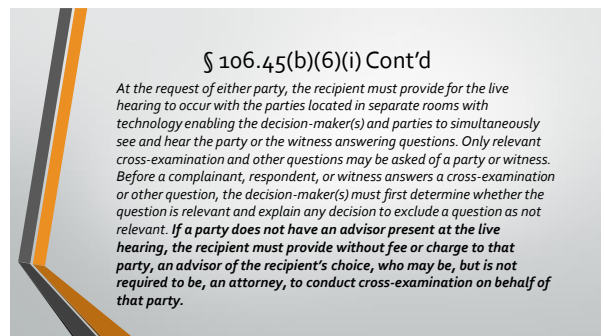 § 106.45(b)(6)(i) Cont'd
At the request of either party, the recipient must provide for the live
hearing to occur with the parties located in separate rooms with
technology enabling the decision-maker(s) and parties to simultaneously
see and hear the party or the witness answering questions. Only relevant
cross-examination and other questions may be asked of a party or witness.
Before a complainant, respondent, or witness answers a cross-examination
or other question, the decision-maker(s) must first determine whether the
question is relevant and explain any decision to exclude a question as not
relevant. If a party does not have an advisor present at the live
hearing, the recipient must provide without fee or charge to that
party, an advisor of the recipient's choice, who may be, but is not
required to be, an attorney, to conduct cross-examination on behalf of
that party.